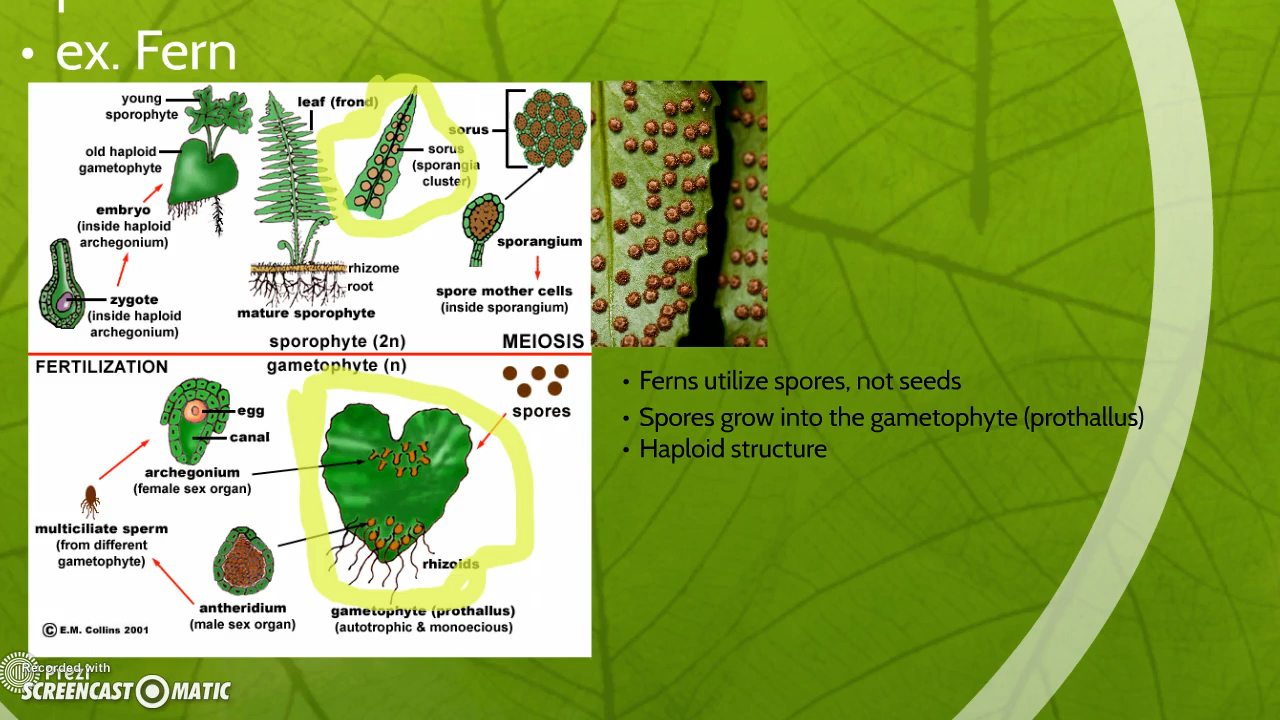 • ex. Fern
young
sporophyte
leaf (frond)
sorus
old haploid
gametophyte
sorus
(sporangia
cluster)
embryo
(inside haploid
archegonium)
sporangium
rhizome
root
spore mother cells
(inside sporangium)
zygote
(inside haploid
archegonium)
mature sporophyte
sporophyte (2n)
MEIOSIS
FERTILIZATION
gametophyte (n)
spores
egg
canal
archegonium
(female sex organ)
multiciliate sperm
(from different
gametophyte)
rhizoids
antheridium
(male sex organ)
gametophyte (prothallus)
(autotrophic & monoecious)
© E.M. Collins 2001
• Ferns utilize spores, not seeds
• Spores grow into the gametophyte (prothallus)
• Haploid structure
Recorded with
Prezi
SCREENCAST MATIC